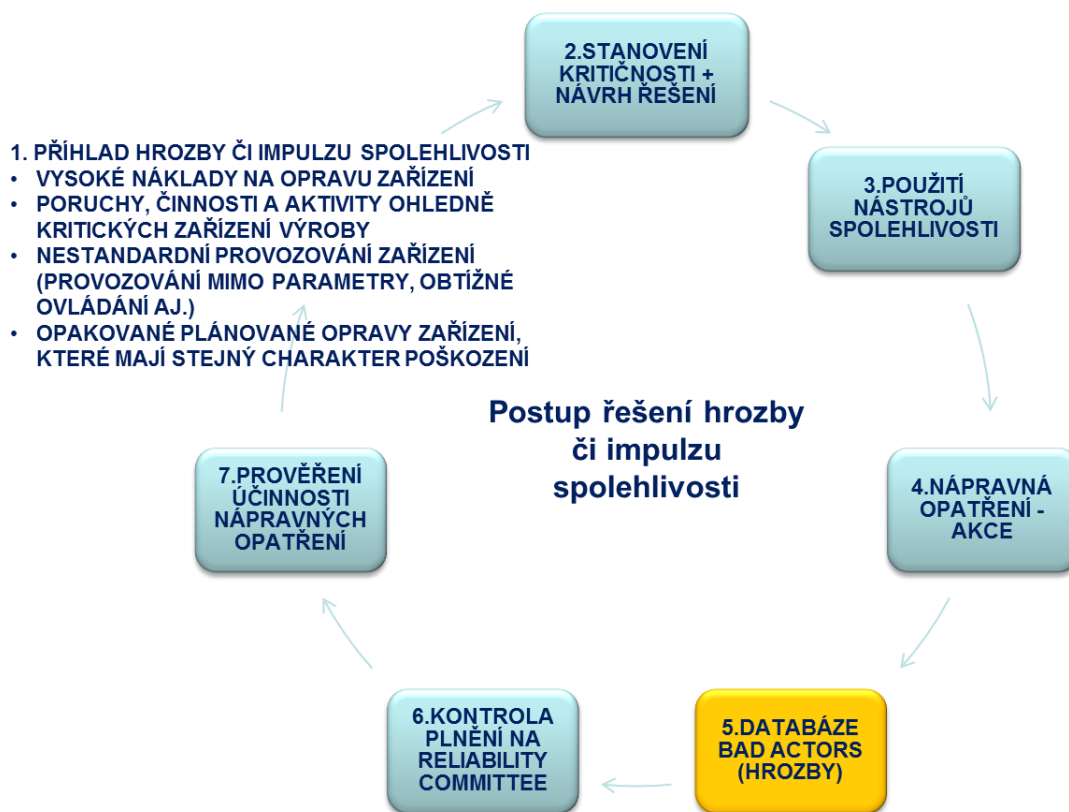 1. PŘÍHLAD HROZBY ČI IMPULZU SPOLEHLIVOSTI
• VYSOKÉ NÁKLADY NA OPRAVU ZAŘÍZENÍ
• PORUCHY, ČINNOSTI A AKTIVITY OHLEDNĚ
KRITICKÝCH ZAŘÍZENÍ VÝROBY
• NESTANDARDNÍ PROVOZOVÁNÍ ZAŘÍZENÍ
(PROVOZOVÁNÍ MIMO PARAMETRY, OBTÍŽNÉ
OVLÁDÁNÍ AJ.)
• OPAKOVANÉ PLÁNOVANÉ OPRAVY ZAŘÍZENÍ,
KTERÉ MAJÍ STEJNÝ CHARAKTER POŠKOZENÍ
2.STANOVENÍ
KRITIČNOSTI +
NÁVRH ŘEŠENÍ
3.POUŽITÍ
NÁSTROJŮ
SPOLEHLIVOSTI
Postup řešení hrozby
či impulzu
spolehlivosti
4.NÁPRAVNÁ
OPATŘENÍ -
AKCE
5.DATABÁZE
BAD ACTORS
(HROZBY)
6.KONTROLA
PLNĚNÍ NA
RELIABILITY
COMMITTEE
7.PROVĚŘENÍ
ÚČINNOSTI
NÁPRAVNÝCH
OPATŘENÍ